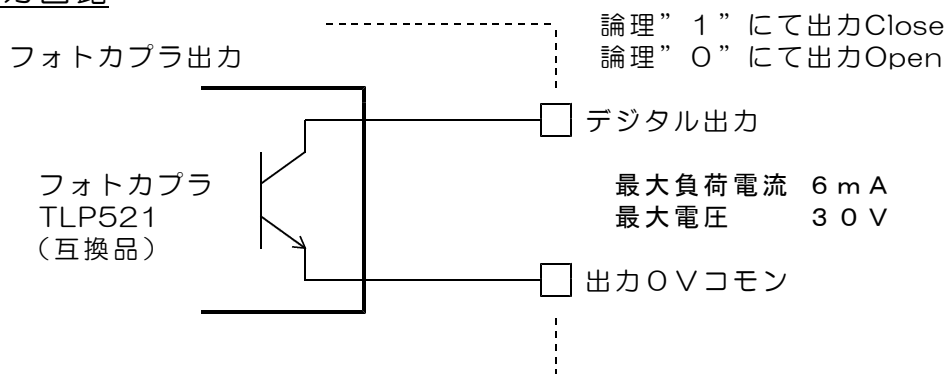 フォトカプラ出力
論理”1”にて出力Close
論理”0”にて出力Open
デジタル出力
フォトカプラ
TLP521
(互換品)
最大負荷電流 6mA
最大電圧 30V
出力0Vコモン